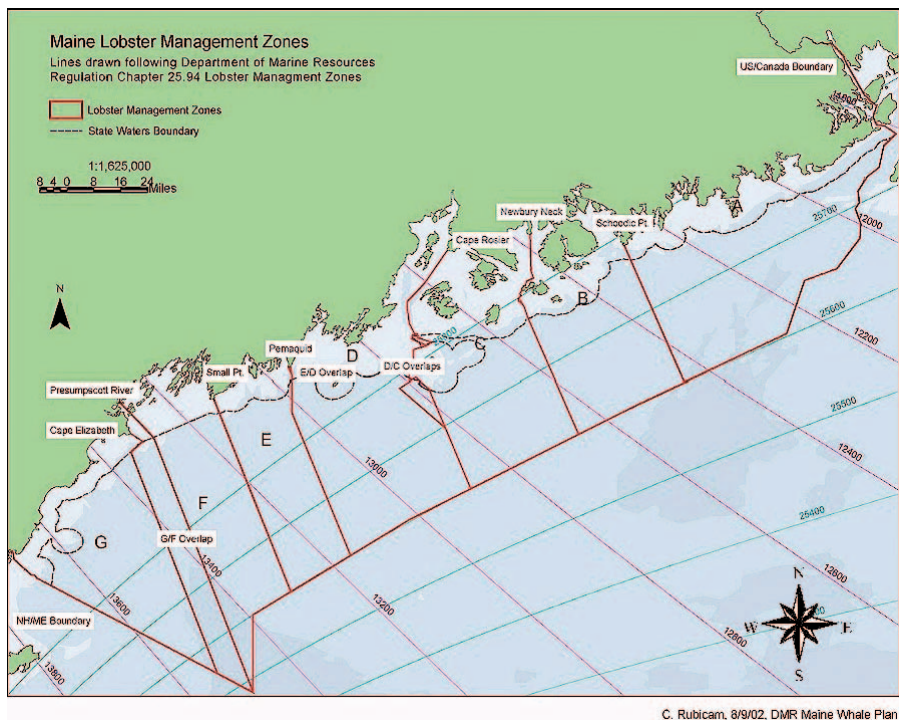 Maine Lobster Management Zones
Lines drawn following Department of Marine Resources
Regulation Chapter 25.94 Lobster Managment Zones
Lobster Management Zones
State Waters Boundary
1:1,625,000
8 4 0 8 16 24 Miles
US/Canada Boundary
Newbury Neck
Schoodic Pt.
Cape Rosier
A
25700
12000
B
25600
12200
N
25800
C
D
Pemaquid
E/D Overlap
D/C Overlaps
Small Pt.
Presumpscott River
Cape Elizabeth
25500
E
12400
13000
F
25400
G
G/F Overlap
13400
12600
13600
13200
12800
NH/ME Boundary
13800
N
W E
S
C. Rubicam, 8/9/02, DMR Maine Whale Plan